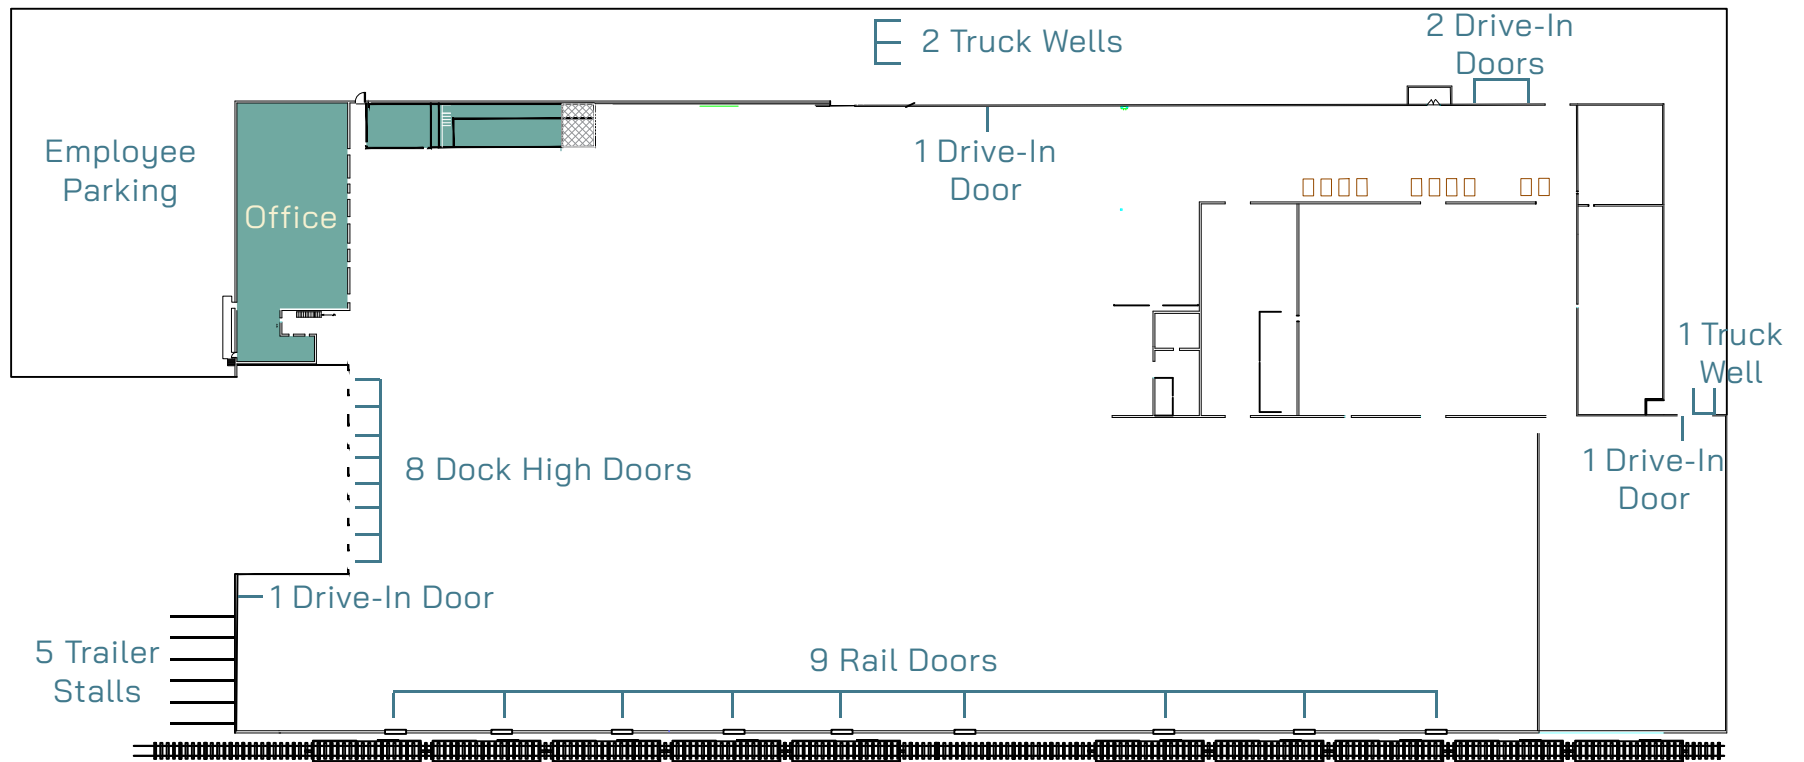 2 Truck Wells
2 Drive-In
Doors
Employee
Parking
Office
1 Drive-In
Door
1 Truck
Well
8 Dock High Doors
1 Drive-In
Door
1 Drive-In Door
5 Trailer
Stalls
9 Rail Doors